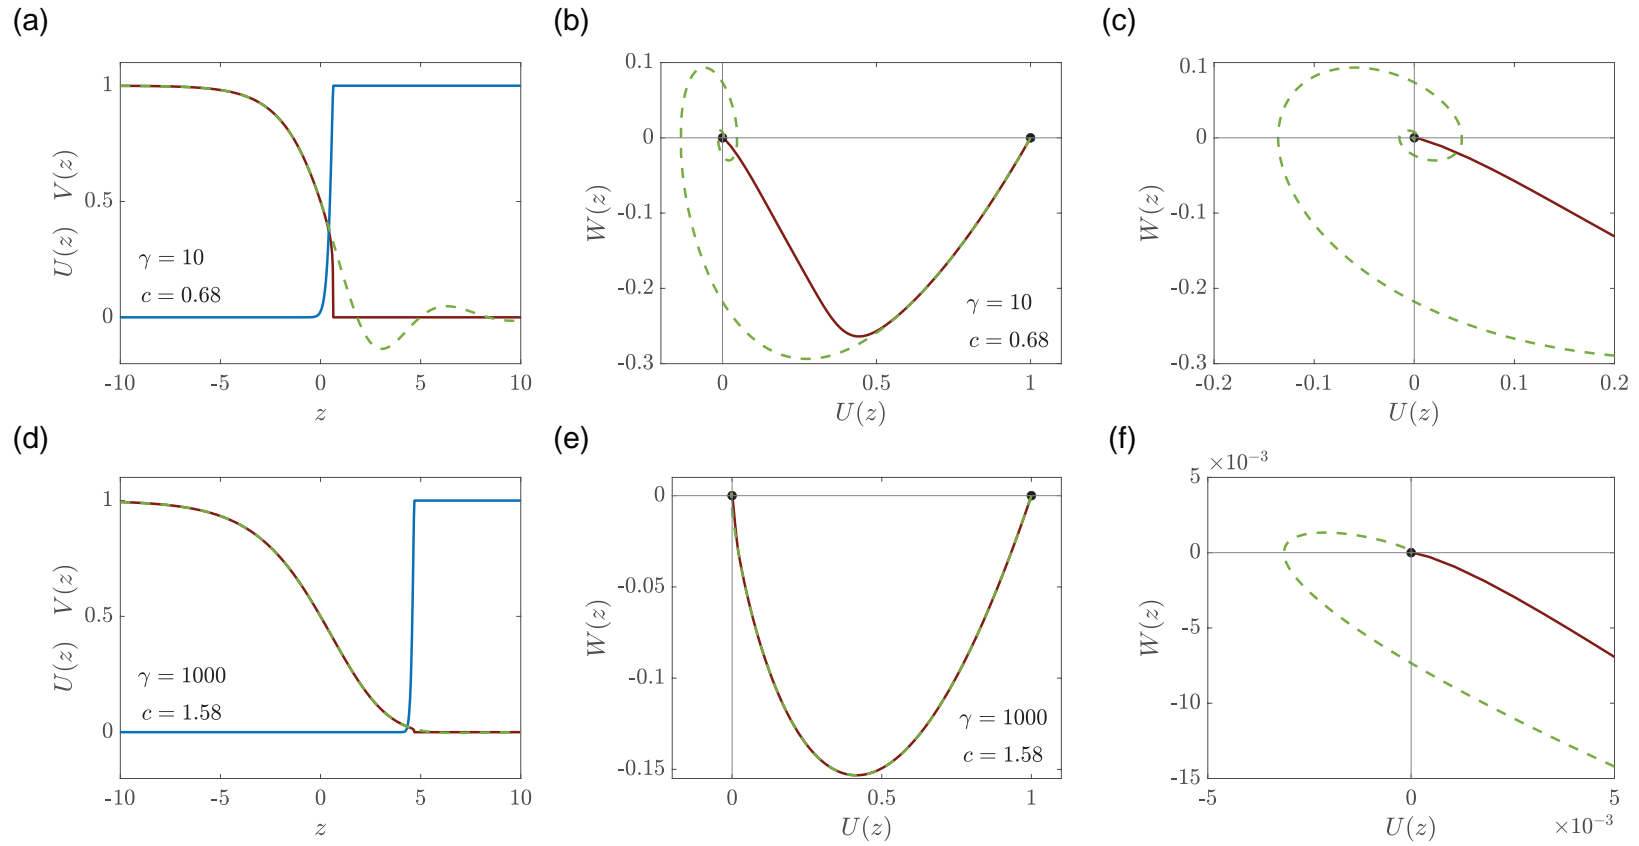 (a)
1
0.5
0
U(z) V(z)
γ = 10
c = 0.68
-10 -5 0 5 10
z
(b)
0.1
0
-0.1
-0.2
-0.3
W(z)
γ = 10
c = 0.68
0 0.5 1
U(z)
(c)
0.1
0
-0.1
-0.2
-0.3
W(z)
-0.2 -0.1 0 0.1 0.2
U(z)
(d)
1
0.5
0
U(z) V(z)
γ = 1000
c = 1.58
-10 -5 0 5 10
z
(e)
0
-0.05
-0.1
-0.15
W(z)
γ = 1000
c = 1.58
0 0.5 1
U(z)
(f)
×10⁻³
5
0
-5
-10
-15
W(z)
-5 0 5
U(z)
×10⁻³